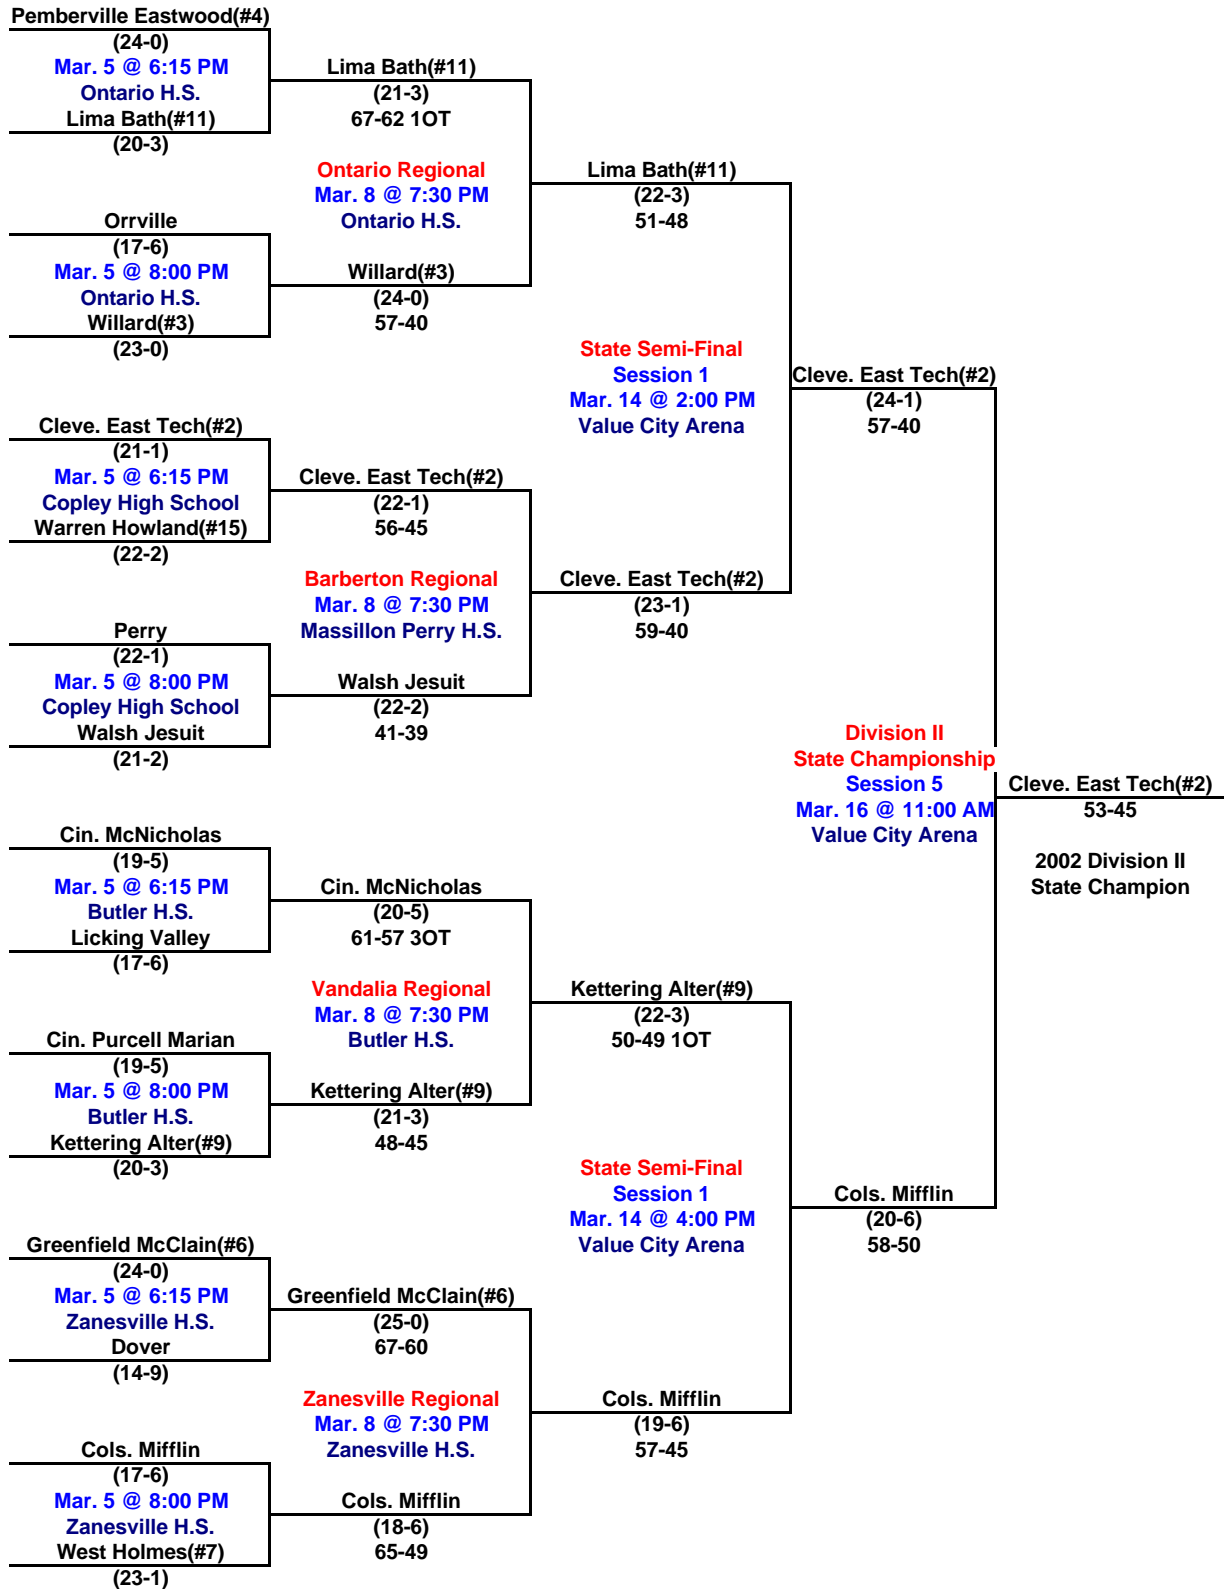 Pemberville Eastwood(#4)
(24-0)
Mar. 5 @ 6:15 PM
Ontario H.S.
Lima Bath(#11)
(20-3)
Orrville
(17-6)
Mar. 5 @ 8:00 PM
Ontario H.S.
Willard(#3)
(23-0)
Cleve. East Tech(#2)
(21-1)
Mar. 5 @ 6:15 PM
Copley High School
Warren Howland(#15)
(22-2)
Perry
(22-1)
Mar. 5 @ 8:00 PM
Copley High School
Walsh Jesuit
(21-2)
Cin. McNicholas
(19-5)
Mar. 5 @ 6:15 PM
Butler H.S.
Licking Valley
(17-6)
Cin. Purcell Marian
(19-5)
Mar. 5 @ 8:00 PM
Butler H.S.
Kettering Alter(#9)
(20-3)
Greenfield McClain(#6)
(24-0)
Mar. 5 @ 6:15 PM
Zanesville H.S.
Dover
(14-9)
Cols. Mifflin
(17-6)
Mar. 5 @ 8:00 PM
Zanesville H.S.
West Holmes(#7)
(23-1)
Lima Bath(#11)
(21-3)
67-62 1OT
Ontario Regional
Mar. 8 @ 7:30 PM
Ontario H.S.
Willard(#3)
(24-0)
57-40
Cleve. East Tech(#2)
(22-1)
56-45
Barberton Regional
Mar. 8 @ 7:30 PM
Massillon Perry H.S.
Walsh Jesuit
(22-2)
41-39
Cin. McNicholas
(20-5)
61-57 3OT
Vandalia Regional
Mar. 8 @ 7:30 PM
Butler H.S.
Kettering Alter(#9)
(21-3)
48-45
Greenfield McClain(#6)
(25-0)
67-60
Zanesville Regional
Mar. 8 @ 7:30 PM
Zanesville H.S.
Cols. Mifflin
(18-6)
65-49
Lima Bath(#11)
(22-3)
51-48
State Semi-Final
Session 1
Mar. 14 @ 2:00 PM
Value City Arena
Cleve. East Tech(#2)
(23-1)
59-40
Kettering Alter(#9)
(22-3)
50-49 1OT
State Semi-Final
Session 1
Mar. 14 @ 4:00 PM
Value City Arena
Cols. Mifflin
(19-6)
57-45
Cleve. East Tech(#2)
(24-1)
57-40
Division II
State Championship
Session 5
Mar. 16 @ 11:00 AM
Value City Arena
Cols. Mifflin
(20-6)
58-50
Cleve. East Tech(#2)
53-45
2002 Division II
State Champion